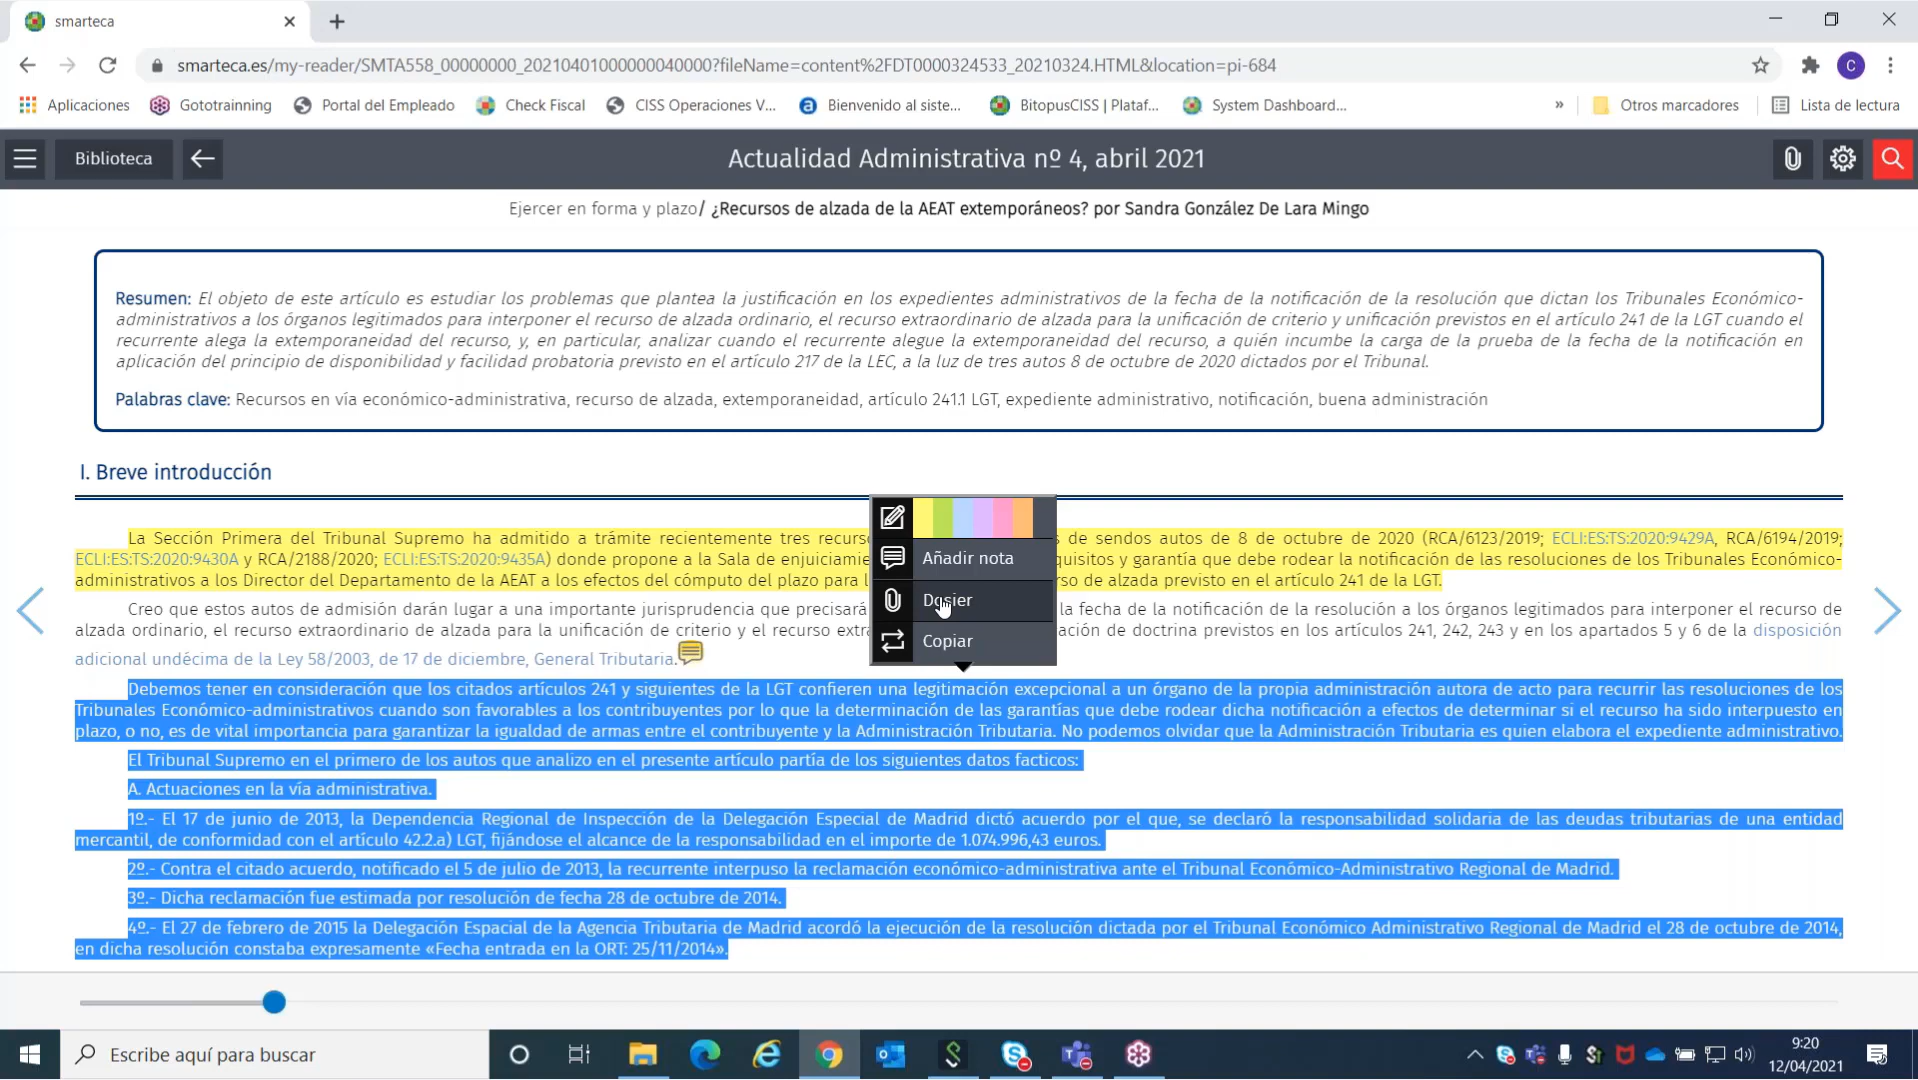 smarteca
smarteca.es/my-reader/SMTA558_00000000_20210401000000040000?fileName=content%2FDT0000324533_20210324.HTML&location=pi-684
C
Aplicaciones
Gototrainning
Portal del Empleado
Check Fiscal
CISS Operaciones V...
Bienvenido al siste...
BitopusCISS | Plataf...
System Dashboard...
»
Otros marcadores
Lista de lectura
Biblioteca
Actualidad Administrativa nº 4, abril 2021
Ejercer en forma y plazo/ ¿Recursos de alzada de la AEAT extemporáneos? por Sandra González De Lara Mingo
Resumen: El objeto de este artículo es estudiar los problemas que plantea la justificación en los expedientes administrativos de la fecha de la notificación de la resolución que dictan los Tribunales Económico-
administrativos a los órganos legitimados para interponer el recurso de alzada ordinario, el recurso extraordinario de alzada para la unificación de criterio y unificación previstos en el artículo 241 de la LGT cuando el
recurrente alega la extemporaneidad del recurso, y, en particular, analizar cuando el recurrente alegue la extemporaneidad del recurso, a quién incumbe la carga de la prueba de la fecha de la notificación en
aplicación del principio de disponibilidad y facilidad probatoria previsto en el artículo 217 de la LEC, a la luz de tres autos 8 de octubre de 2020 dictados por el Tribunal.
Palabras clave: Recursos en vía económico-administrativa, recurso de alzada, extemporaneidad, artículo 241.1 LGT, expediente administrativo, notificación, buena administración
I. Breve introducción
La Sección Primera del Tribunal Supremo ha admitido a trámite recientemente tres recurs s de sendos autos de 8 de octubre de 2020 (RCA/6123/2019; ECLI:ES:TS:2020:9429A, RCA/6194/2019;
ECLI:ES:TS:2020:9430A y RCA/2188/2020; ECLI:ES:TS:2020:9435A) donde propone a la Sala de enjuiciamie quisitos y garantía que debe rodear la notificación de las resoluciones de los Tribunales Económico-
administrativos a los Director del Departamento de la AEAT a los efectos del cómputo del plazo para l so de alzada previsto en el artículo 241 de la LGT.
Creo que estos autos de admisión darán lugar a una importante jurisprudencia que precisará la fecha de la notificación de la resolución a los órganos legitimados para interponer el recurso de
alzada ordinario, el recurso extraordinario de alzada para la unificación de criterio y el recurso extra ación de doctrina previstos en los artículos 241, 242, 243 y en los apartados 5 y 6 de la disposición
adicional undécima de la Ley 58/2003, de 17 de diciembre, General Tributaria.
Añadir nota
Dosier
Copiar
Debemos tener en consideración que los citados artículos 241 y siguientes de la LGT confieren una legitimación excepcional a un órgano de la propia administración autora de acto para recurrir las resoluciones de los
Tribunales Económico-administrativos cuando son favorables a los contribuyentes por lo que la determinación de las garantías que debe rodear dicha notificación a efectos de determinar si el recurso ha sido interpuesto en
plazo, o no, es de vital importancia para garantizar la igualdad de armas entre el contribuyente y la Administración Tributaria. No podemos olvidar que la Administración Tributaria es quien elabora el expediente administrativo.
El Tribunal Supremo en el primero de los autos que analizo en el presente artículo partía de los siguientes datos facticos:
A. Actuaciones en la vía administrativa.
1º.- El 17 de junio de 2013, la Dependencia Regional de Inspección de la Delegación Especial de Madrid dictó acuerdo por el que, se declaró la responsabilidad solidaria de las deudas tributarias de una entidad
mercantil, de conformidad con el artículo 42.2.a) LGT, fijándose el alcance de la responsabilidad en el importe de 1.074.996,43 euros.
2º.- Contra el citado acuerdo, notificado el 5 de julio de 2013, la recurrente interpuso la reclamación económico-administrativa ante el Tribunal Económico-Administrativo Regional de Madrid.
3º.- Dicha reclamación fue estimada por resolución de fecha 28 de octubre de 2014.
4º.- El 27 de febrero de 2015 la Delegación Espacial de la Agencia Tributaria de Madrid acordó la ejecución de la resolución dictada por el Tribunal Económico Administrativo Regional de Madrid el 28 de octubre de 2014,
en dicha resolución constaba expresamente «Fecha entrada en la ORT: 25/11/2014».
Escribe aquí para buscar
9:20
12/04/2021